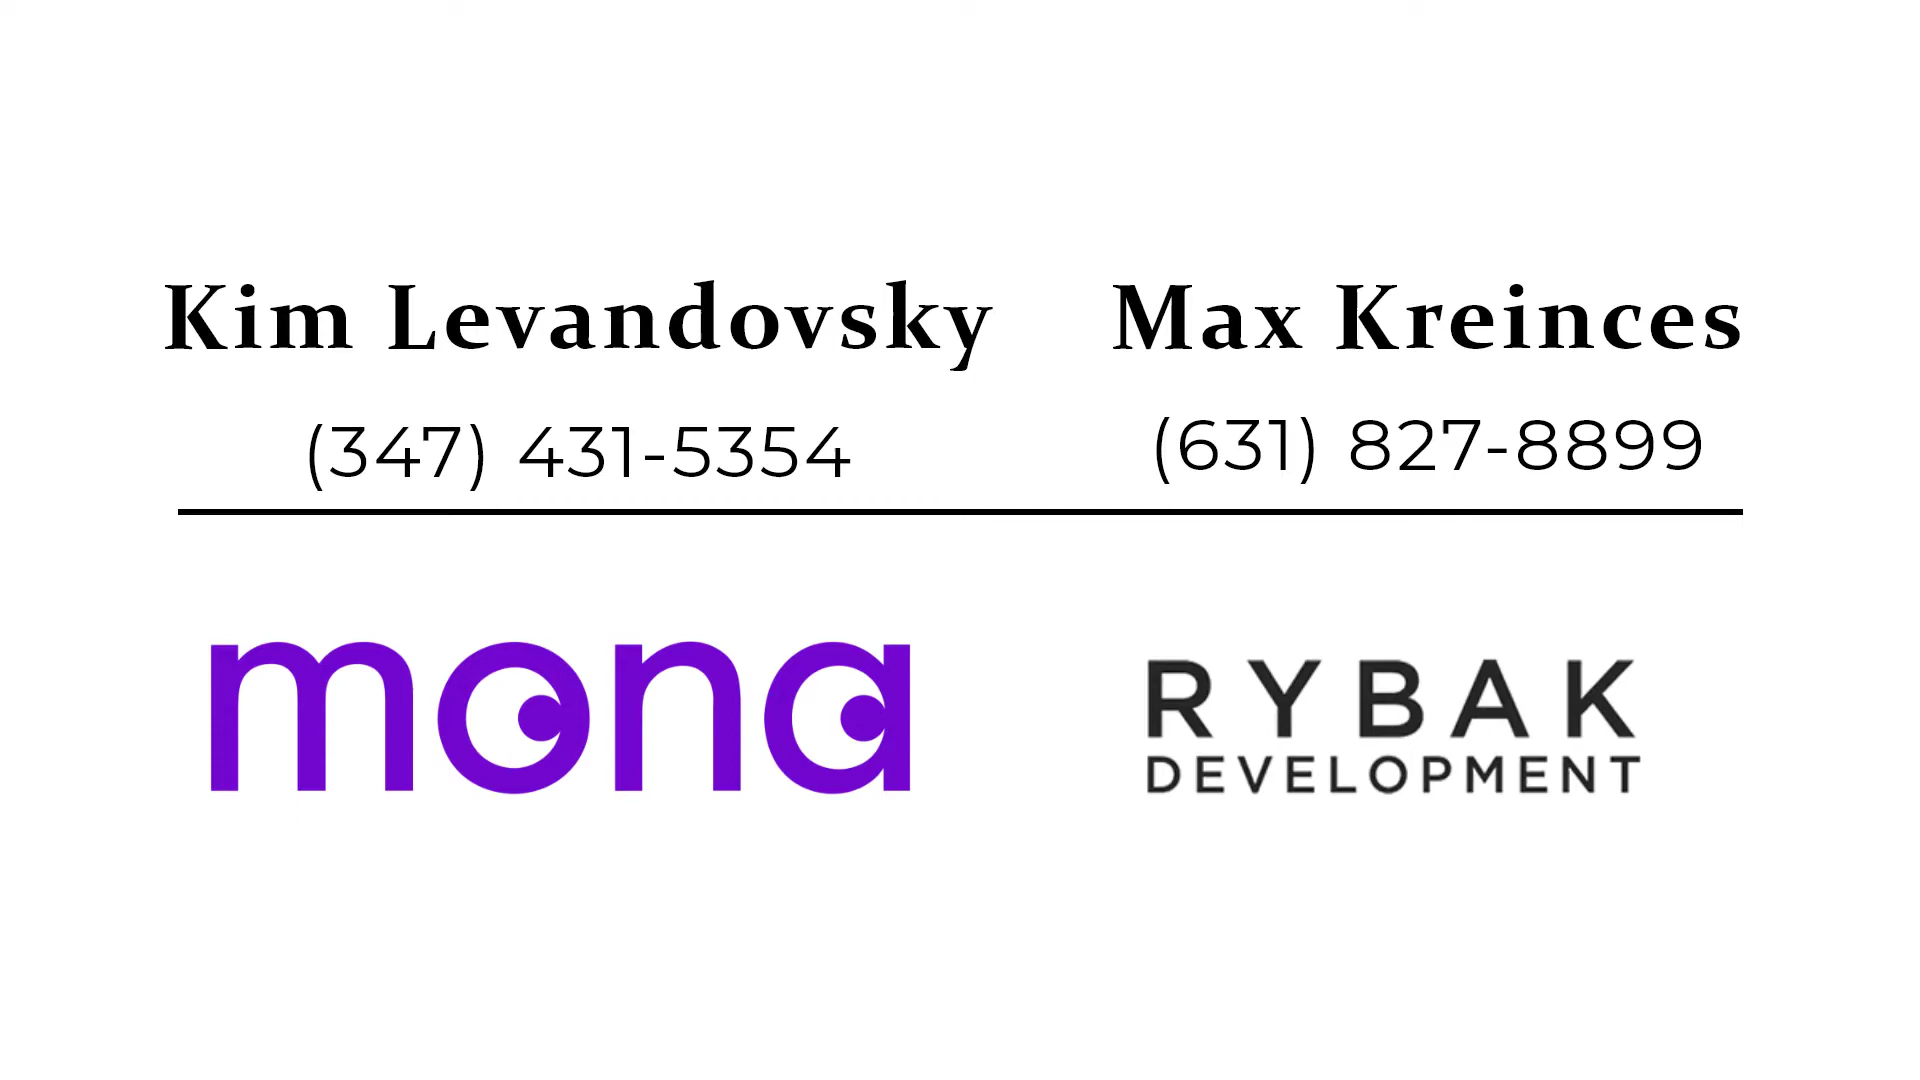 Kim Levandovsky
(347) 431-5354
Max Kreinces
(631) 827-8899
mona
RYBAK
DEVELOPMENT